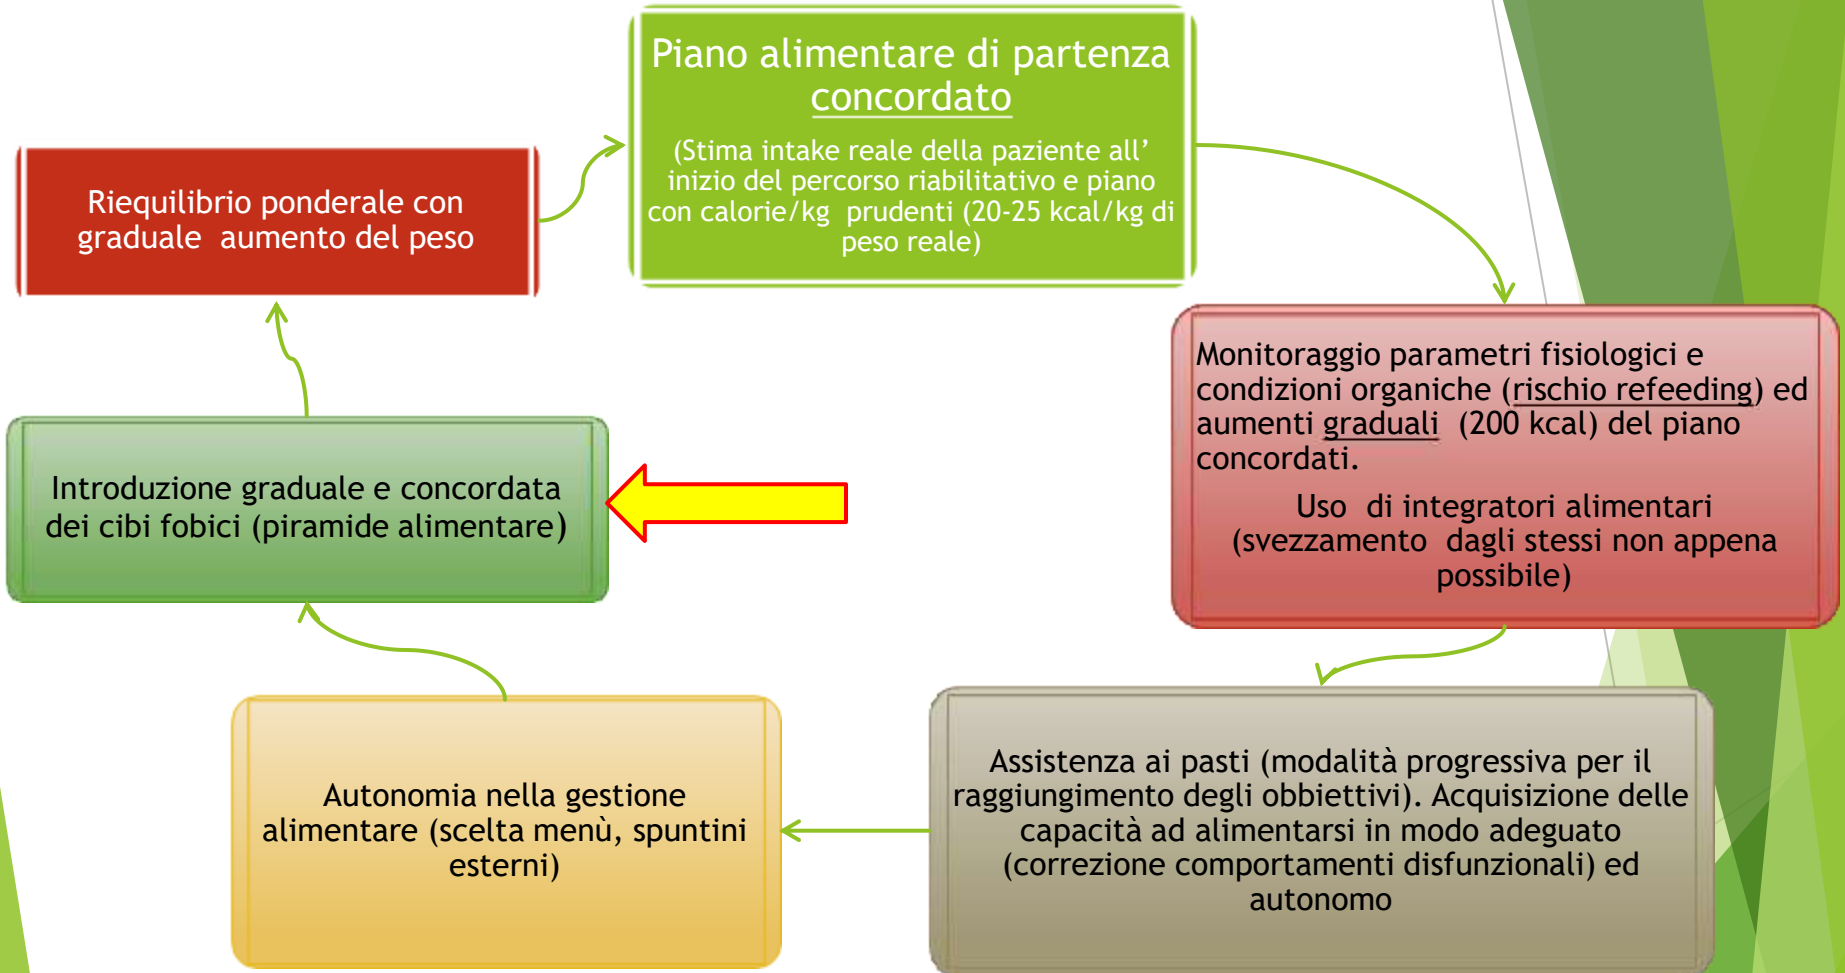 Piano alimentare di partenza
concordato
(Stima intake reale della paziente all'
inizio del percorso riabilitativo e piano
con calorie/kg prudenti (20-25 kcal/kg di
peso reale)
Monitoraggio parametri fisiologici e
condizioni organiche (rischio refeeding) ed
aumenti graduali (200 kcal) del piano
concordati.
Uso di integratori alimentari
(svezzamento dagli stessi non appena
possibile)
Assistenza ai pasti (modalità progressiva per il
raggiungimento degli obbiettivi). Acquisizione delle
capacità ad alimentarsi in modo adeguato
(correzione comportamenti disfunzionali) ed
autonomo
Autonomia nella gestione
alimentare (scelta menù, spuntini
esterni)
Introduzione graduale e concordata
dei cibi fobici (piramide alimentare)
Riequilibrio ponderale con
graduale aumento del peso